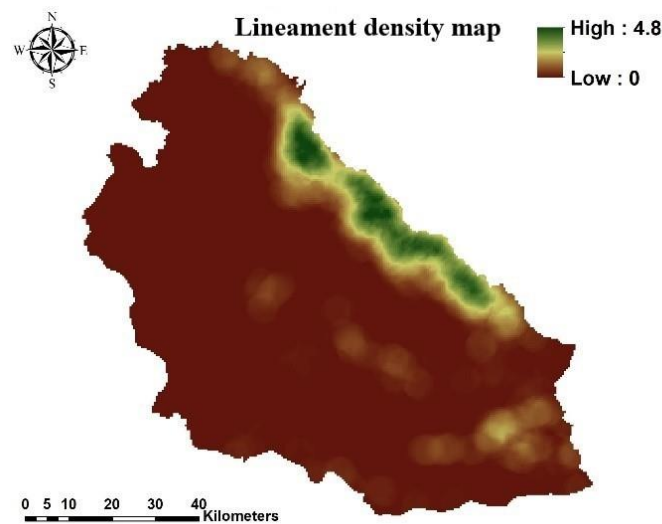 Lineament density map
N
W E
S
High : 4.8
Low : 0
0 5 10 20 30 40
Kilometers